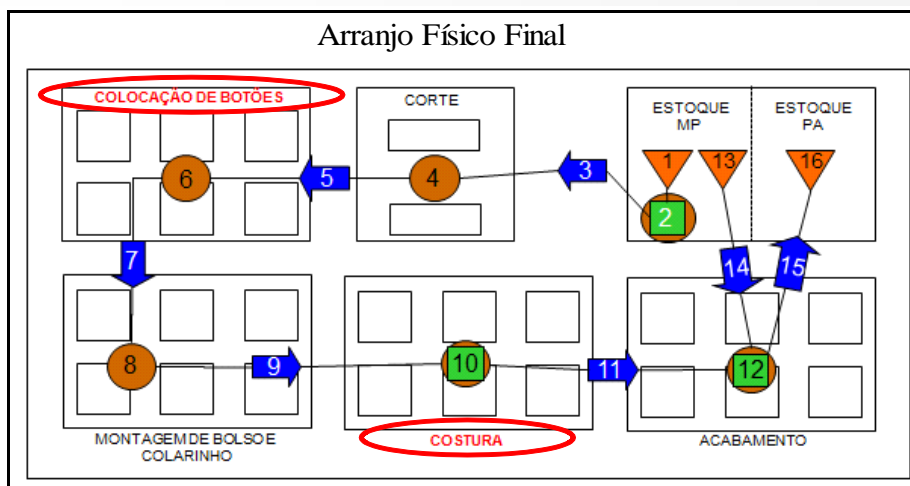 Arranjo Físico Final
COLOCAÇÃO DE BOTÕES
CORTE
ESTOQUE
MP
ESTOQUE
PA
1
13
16
6
5
4
3
2
7
14
15
8
9
10
11
12
MONTAGEM DE BOLSO E
COLARINHO
COSTURA
ACABAMENTO